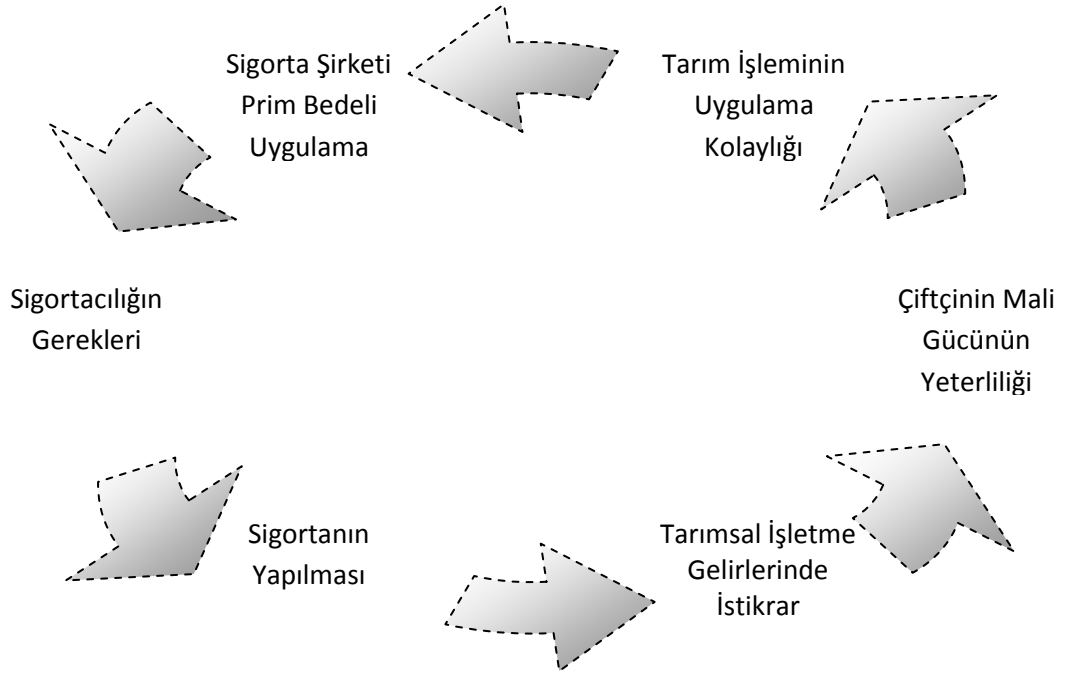 Sigorta Şirketi
Prim Bedeli
Uygulama
Tarım İşleminin
Uygulama
Kolaylığı
Sigortacılığın
Gerekleri
Çiftçinin Mali
Gücünün
Yeterliliği
Sigortanın
Yapılması
Tarımsal İşletme
Gelirlerinde
İstikrar